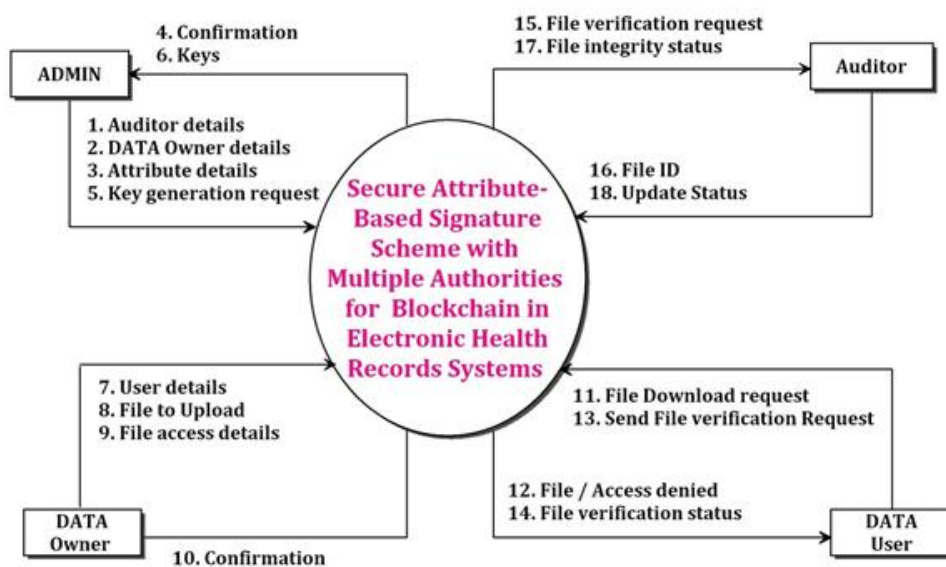 4. Confirmation
6. Keys
ADMIN
1. Auditor details
2. DATA Owner details
3. Attribute details
5. Key generation request
15. File verification request
17. File integrity status
Auditor
16. File ID
18. Update Status
Secure Attribute-
Based Signature
Scheme with
Multiple Authorities
for Blockchain in
Electronic Health
Records Systems
7. User details
8. File to Upload
9. File access details
DATA
Owner
10. Confirmation
11. File Download request
13. Send File verification Request
12. File / Access denied
14. File verification status
DATA
User